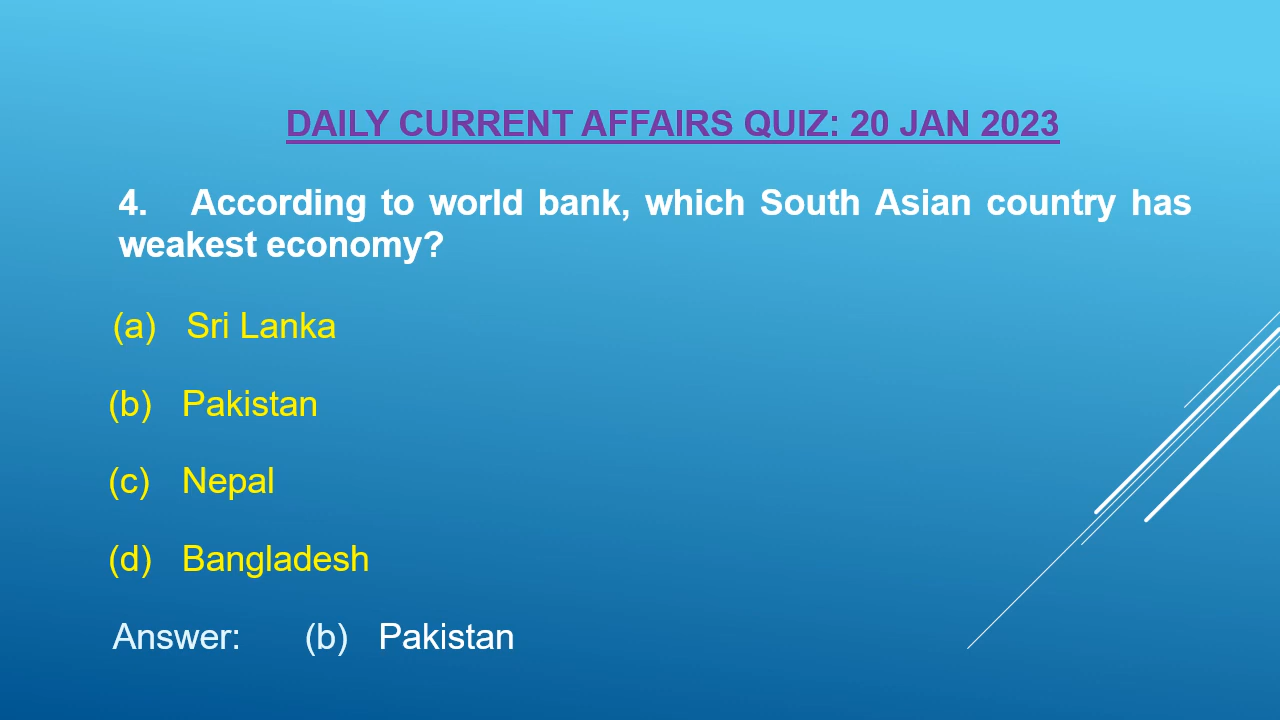 DAILY CURRENT AFFAIRS QUIZ: 20 JAN 2023
4. According to world bank, which South Asian country has
weakest economy?
(a) Sri Lanka
(b) Pakistan
(c) Nepal
(d) Bangladesh
Answer: (b) Pakistan